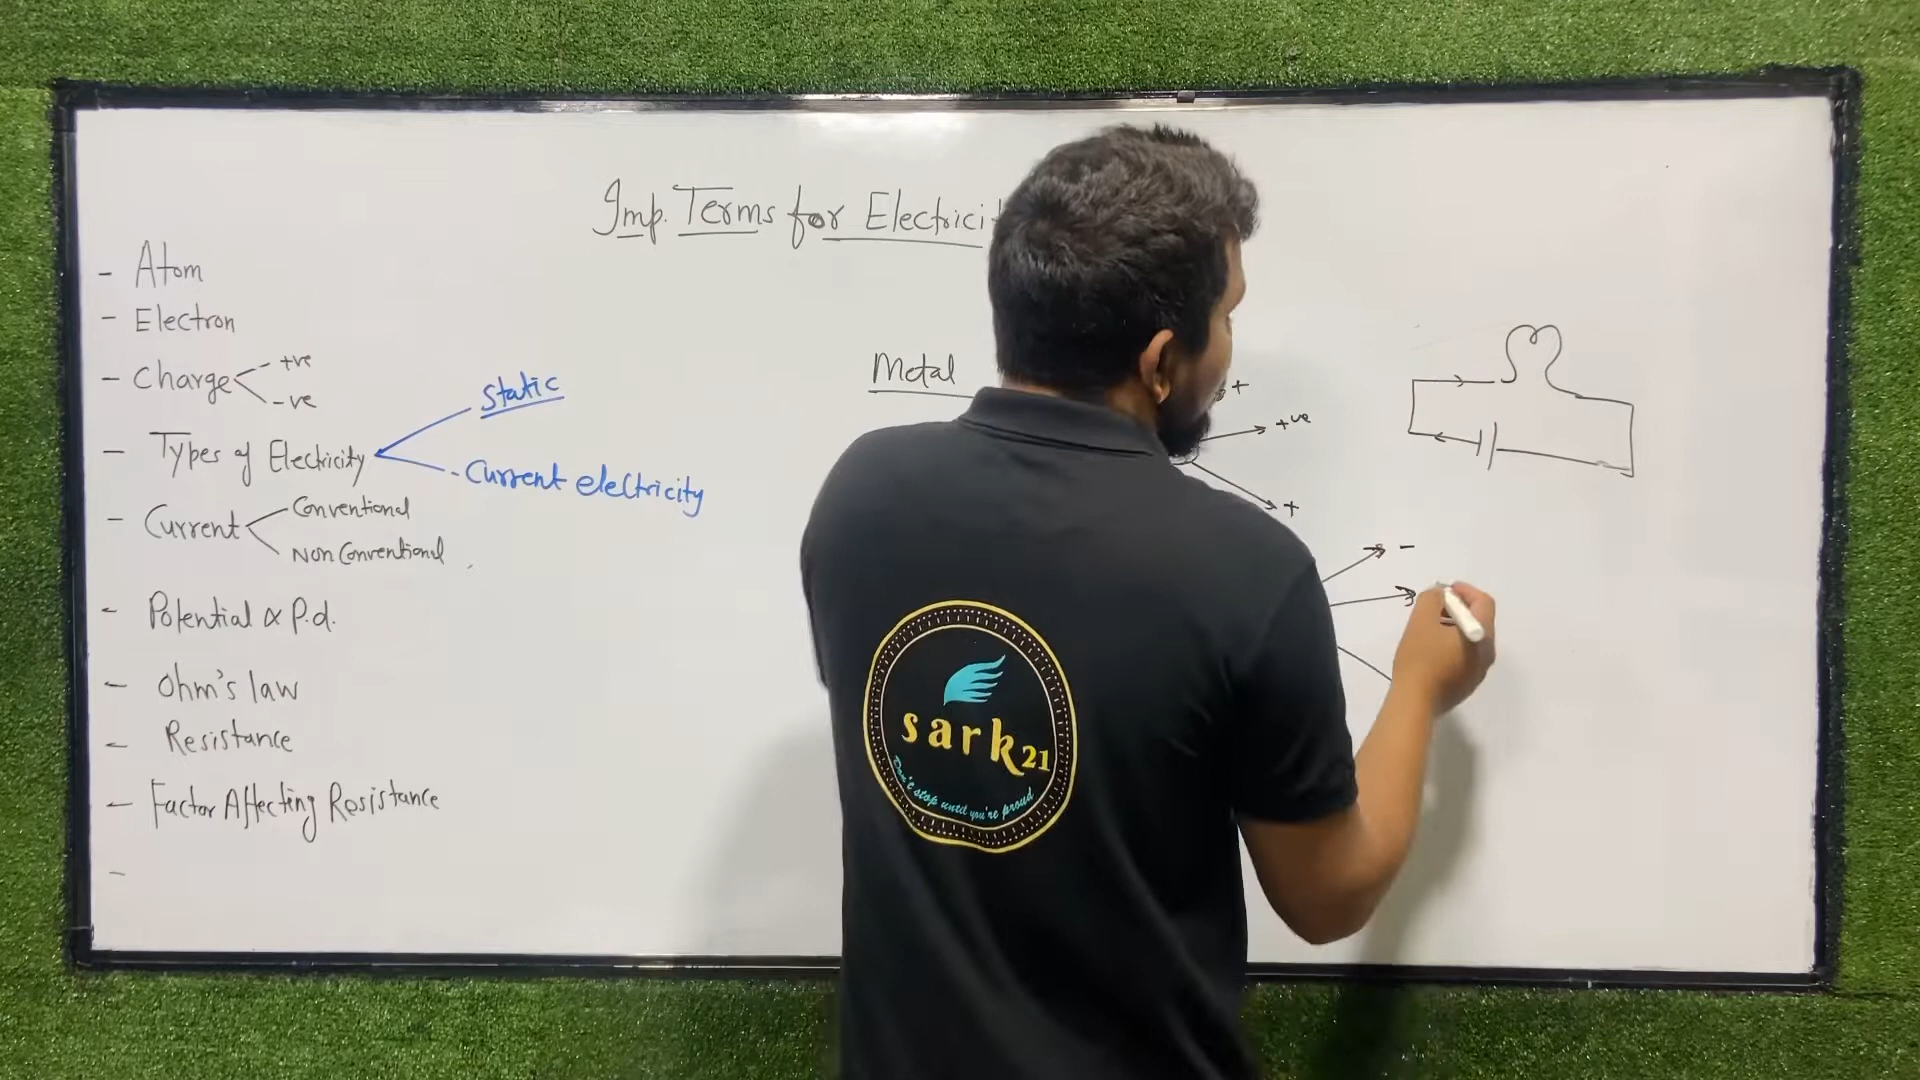 Imp. Terms for Electrici
- Atom
- Electron
- Charge
+ve
-ve
- Types of Electricity
Static
- Current electricity
- Current
Conventional
Non Conventional
- Potential & P.d.
- Ohm's law
- Resistance
- Factor Affecting Resistance
-
Metal
+
+ve
+
-
sark21
Don't stop until you're proud